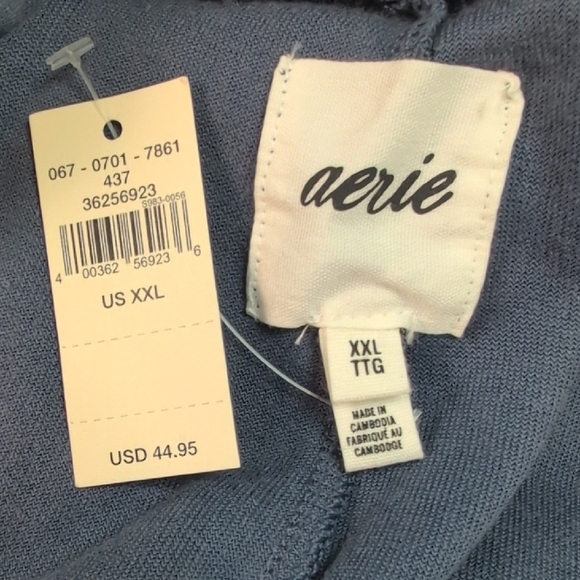 067 - 0701 - 7861
437
36256923
S983-0056
4 00362 56923 6
US XXL
USD 44.95
aerie
XXL
TTG
MADE IN
CAMBODIA
FABRIQUÉ AU
CAMBODGE